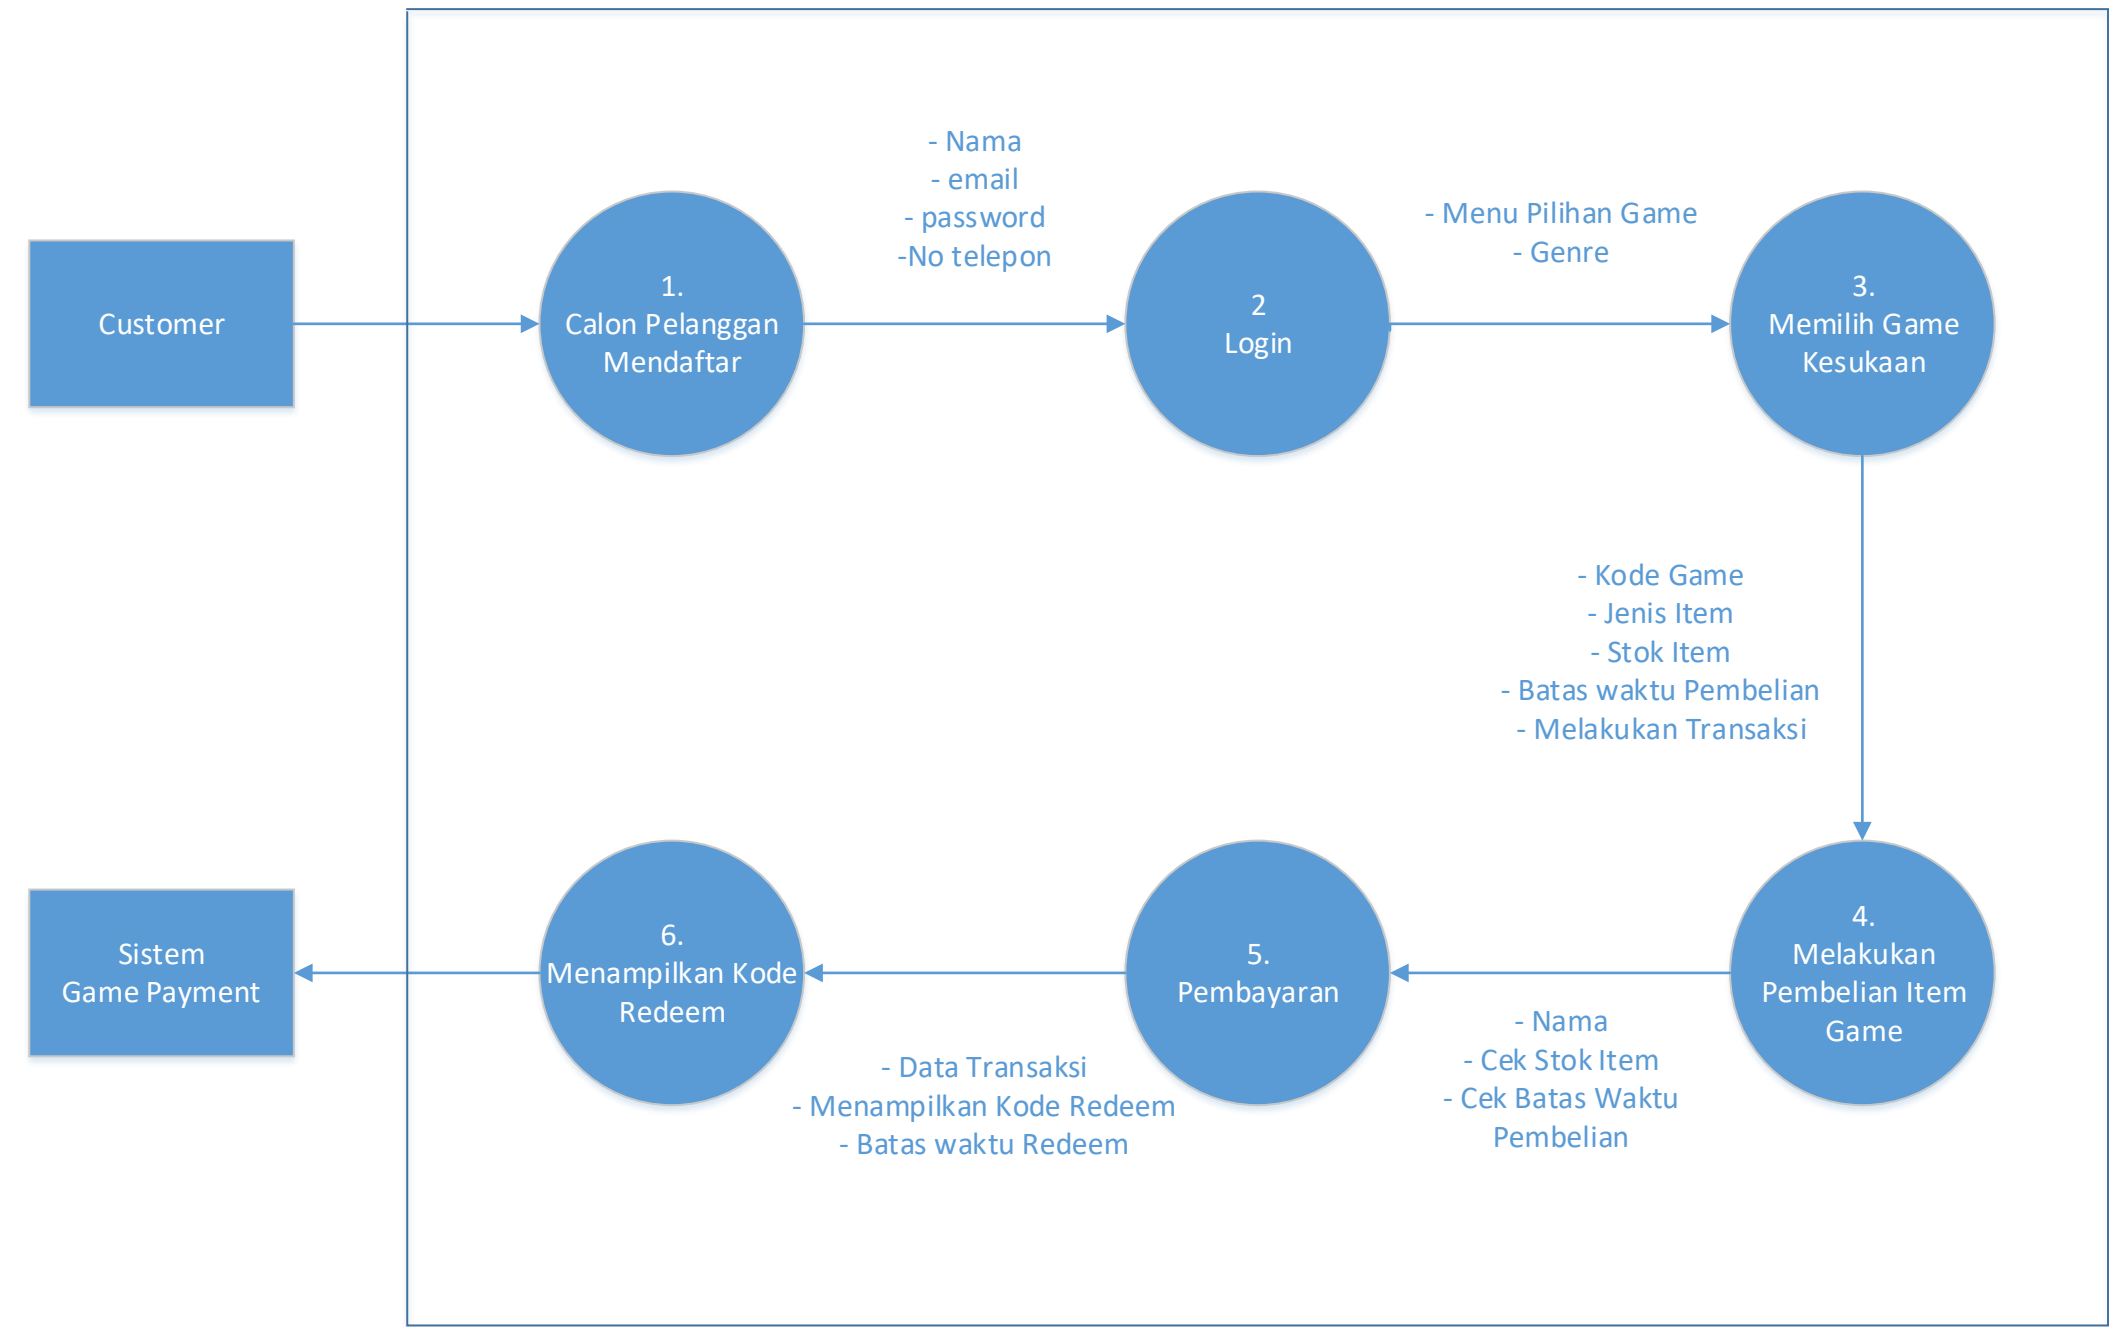 Customer
1.
Calon Pelanggan
Mendaftar
- Nama
- email
- password
-No telepon
2
Login
- Menu Pilihan Game
- Genre
3.
Memilih Game
Kesukaan
- Kode Game
- Jenis Item
- Stok Item
- Batas waktu Pembelian
- Melakukan Transaksi
4.
Melakukan
Pembelian Item
Game
- Nama
- Cek Stok Item
- Cek Batas Waktu
Pembelian
5.
Pembayaran
- Data Transaksi
- Menampilkan Kode Redeem
- Batas waktu Redeem
6.
Menampilkan Kode
Redeem
Sistem
Game Payment